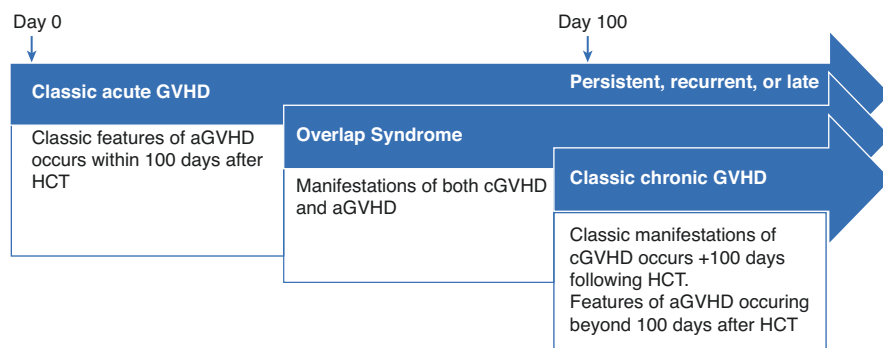 Day 0
Day 100
Persistent, recurrent, or late
Classic acute GVHD
Classic features of aGVHD
occurs within 100 days after
HCT
Overlap Syndrome
Manifestations of both cGVHD
and aGVHD
Classic chronic GVHD
Classic manifestations of
cGVHD occurs +100 days
following HCT.
Features of aGVHD occuring
beyond 100 days after HCT